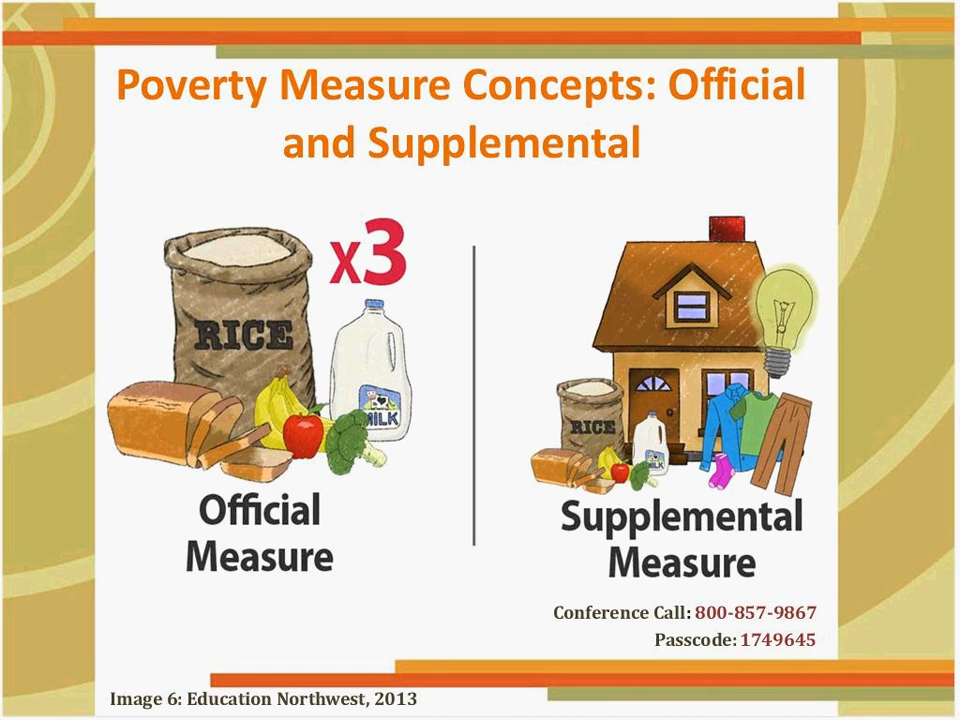 Poverty Measure Concepts: Official
and Supplemental
x3
RICE
MILK
Official
Measure
RICE
MILK
Supplemental
Measure
Conference Call: 800-857-9867
Passcode: 1749645
Image 6: Education Northwest, 2013